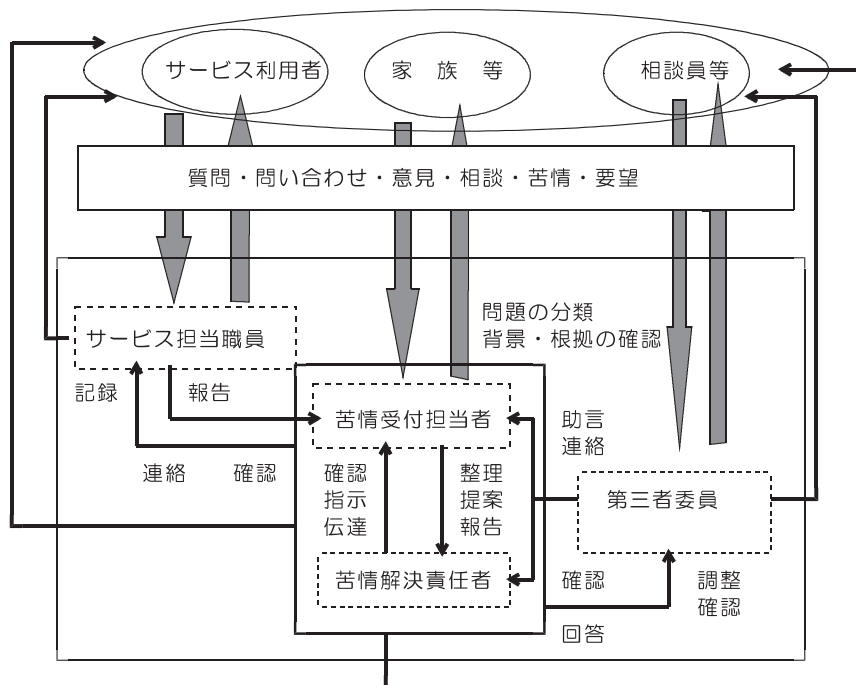 サービス利用者
家　族　等
相談員等
質問・問い合わせ・意見・相談・苦情・要望
問題の分類
背景・根拠の確認
サービス担当職員
記録
報告
苦情受付担当者
助言
連絡
連絡
確認
確認
指示
伝達
整理
提案
報告
第三者委員
苦情解決責任者
確認
調整
確認
回答